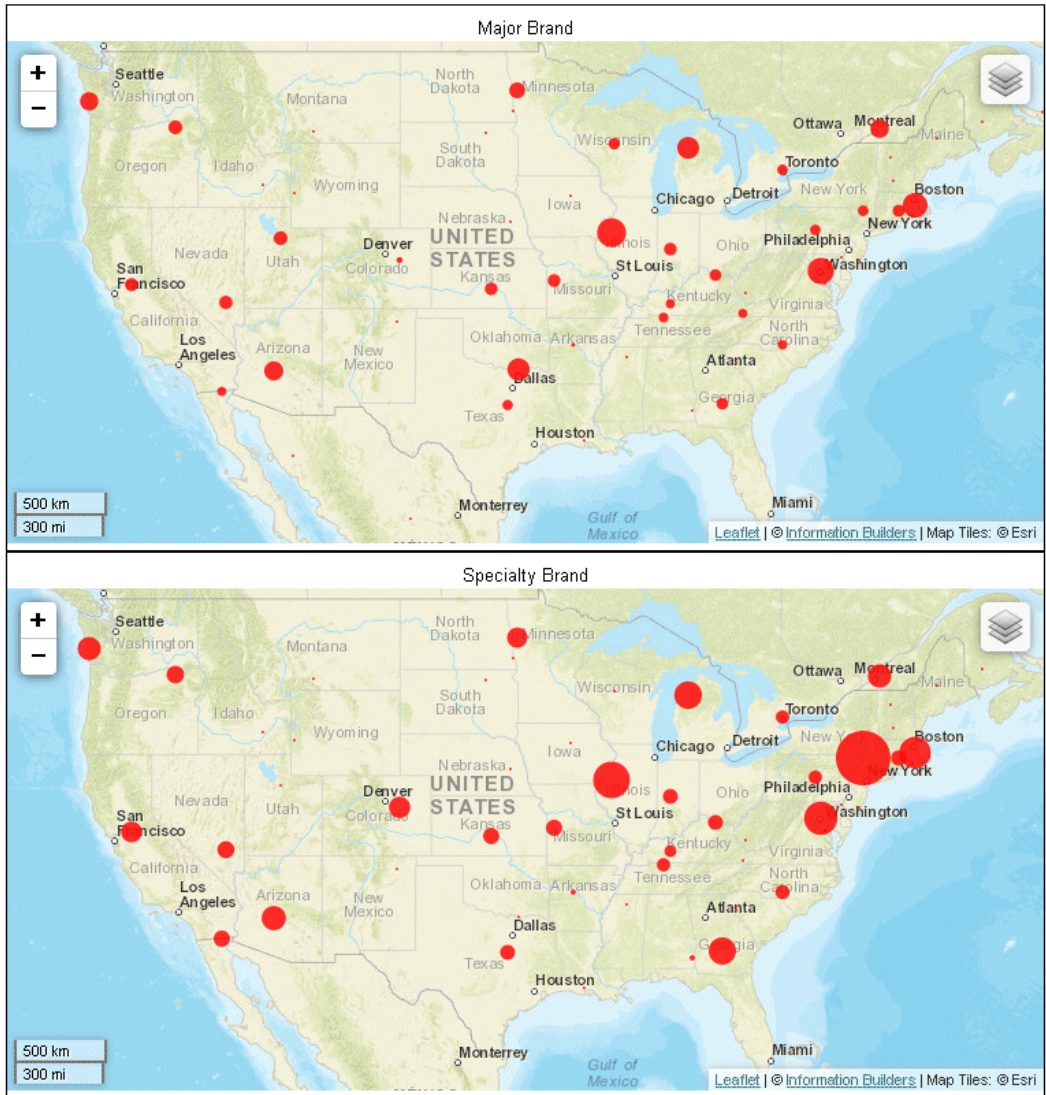 Major Brand
+
−
Seattle
Washington
Montana
North
Dakota
Minnesota
Ottawa
Montreal
Maine
Oregon
Idaho
Wyoming
South
Dakota
Wisconsin
Toronto
New York
Boston
Chicago
Detroit
Iowa
Nebraska
UNITED
STATES
Illinois
Ohio
New York
Philadelphia
Washington
Nevada
Utah
Denver
Colorado
Kansas
St Louis
Missouri
Kentucky
Virginia
San
Francisco
California
Los
Angeles
Arizona
New
Mexico
Oklahoma
Arkansas
Tennessee
North
Carolina
Atlanta
Georgia
Dallas
Texas
Houston
Monterrey
Gulf of
Mexico
Miami
500 km
300 mi
Leaflet | © Information Builders | Map Tiles: © Esri
Specialty Brand
+
−
Seattle
Washington
Montana
North
Dakota
Minnesota
Ottawa
Montreal
Maine
Oregon
Idaho
Wyoming
South
Dakota
Wisconsin
Toronto
New Yo
Boston
Chicago
Detroit
Iowa
Nebraska
UNITED
STATES
Illinois
Ohio
New York
Philadelphia
Washington
Nevada
Utah
Denver
Colorado
Kansas
St Louis
Missouri
Kentucky
Virginia
San
Francisco
California
Los
Angeles
Arizona
New
Mexico
Oklahoma
Arkansas
Tennessee
North
Carolina
Atlanta
Georgia
Dallas
Texas
Houston
Monterrey
Gulf of
Mexico
Miami
500 km
300 mi
Leaflet | © Information Builders | Map Tiles: © Esri